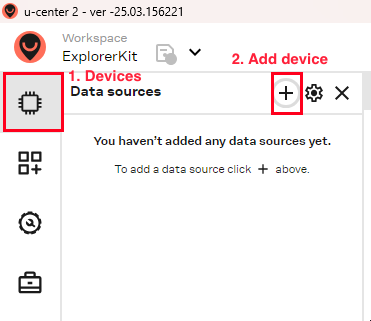 u-center 2 - ver -25.03.156221
Workspace
ExplorerKit
2. Add device
1. Devices
Data sources
You haven't added any data sources yet.
To add a data source click + above.